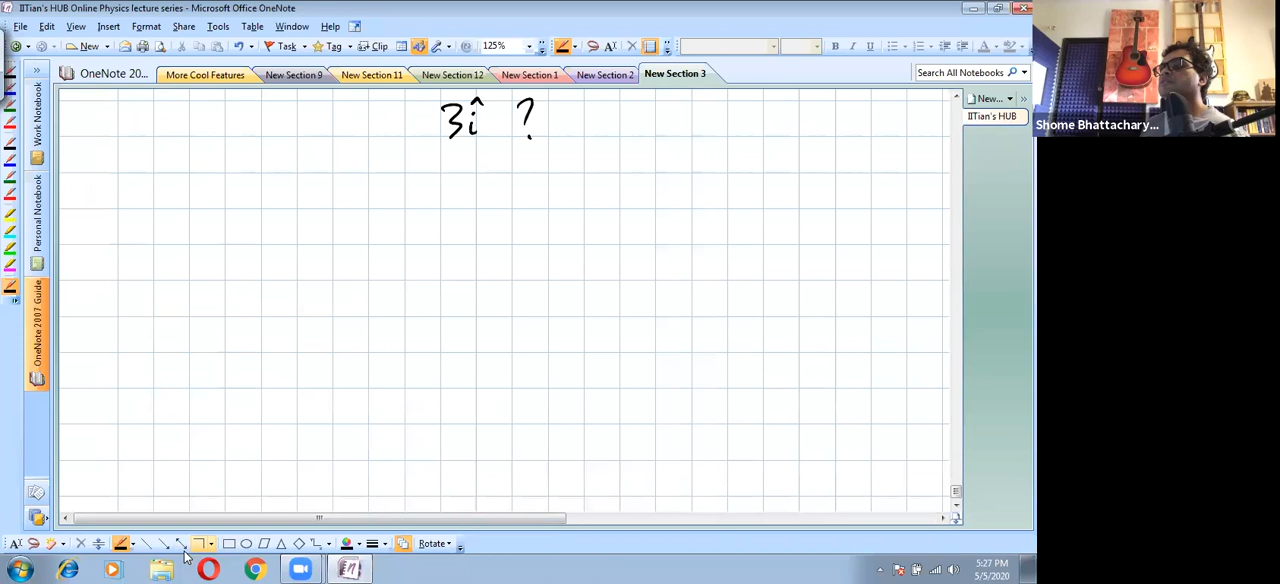 IITian's HUB Online Physics lecture series - Microsoft Office OneNote
File Edit View Insert Format Share Tools Table Window Help
New Task Tag Clip 125% B I U
OneNote 20... More Cool Features New Section 9 New Section 11 New Section 12 New Section 1 New Section 2 New Section 3 Search All Notebooks
New...
IITian's HUB
Shome Bhattachary...
Work Notebook
Personal Notebook
OneNote 2007 Guide
3î ?
Rotate
5:27 PM
5/5/2020